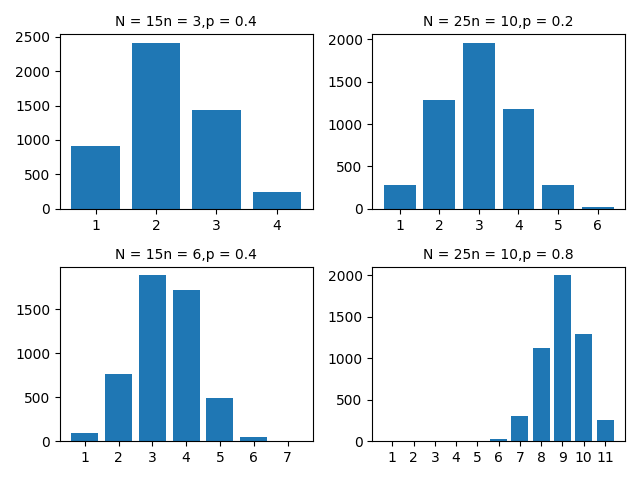 N = 15n = 3,p = 0.4
2500
2000
1500
1000
500
0
1 2 3 4
N = 25n = 10,p = 0.2
2000
1500
1000
500
0
1 2 3 4 5 6
N = 15n = 6,p = 0.4
1500
1000
500
0
1 2 3 4 5 6 7
N = 25n = 10,p = 0.8
2000
1500
1000
500
0
1 2 3 4 5 6 7 8 9 10 11